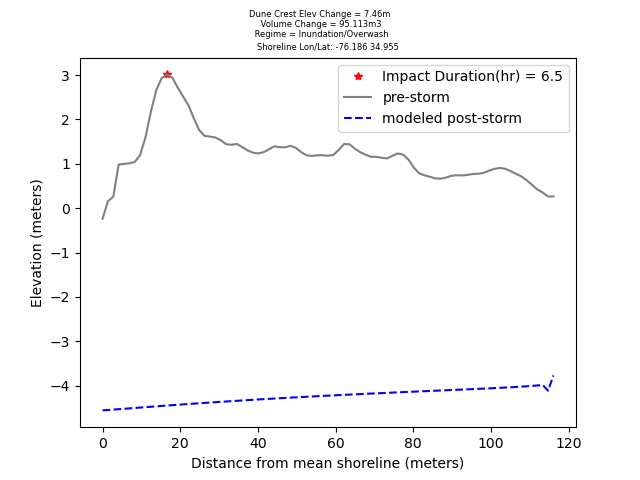 Dune Crest Elev Change = 7.46m
Volume Change = 95.113m3
Regime = Inundation/Overwash
Shoreline Lon/Lat: -76.186 34.955
Impact Duration(hr) = 6.5
pre-storm
modeled post-storm
Elevation (meters)
3
2
1
0
−1
−2
−3
−4
0 20 40 60 80 100 120
Distance from mean shoreline (meters)